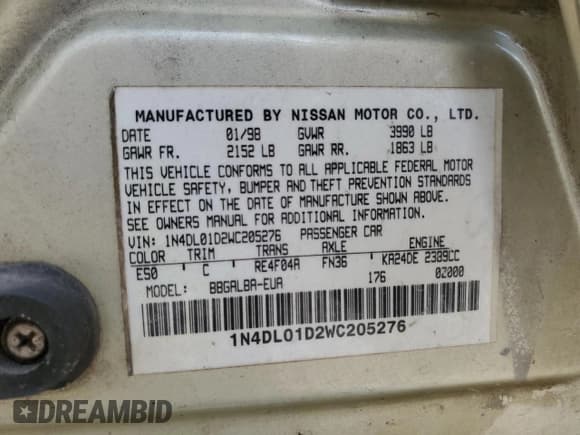 MANUFACTURED BY NISSAN MOTOR CO., LTD.
DATE 01/98 GVWR 3990 LB
GAWR FR. 2152 LB GAWR RR. 1863 LB
THIS VEHICLE CONFORMS TO ALL APPLICABLE FEDERAL MOTOR
VEHICLE SAFETY, BUMPER AND THEFT PREVENTION STANDARDS
IN EFFECT ON THE DATE OF MANUFACTURE SHOWN ABOVE.
SEE OWNERS MANUAL FOR ADDITIONAL INFORMATION.
VIN: 1N4DL01D2WC205276 PASSENGER CAR
COLOR TRIM TRANS AXLE ENGINE
ES0 C RE4F04A FN36 KA24DE 2389CC
MODEL: BBGALBA-EUA 176 02000
1N4DL01D2WC205276
DREAMBID